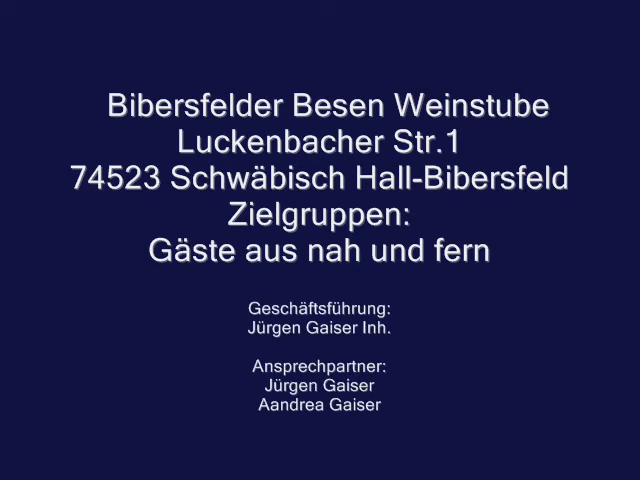 Bibersfelder Besen Weinstube
Luckenbacher Str.1
74523 Schwäbisch Hall-Bibersfeld
Zielgruppen:
Gäste aus nah und fern
Geschäftsführung:
Jürgen Gaiser Inh.
Ansprechpartner:
Jürgen Gaiser
Aandrea Gaiser